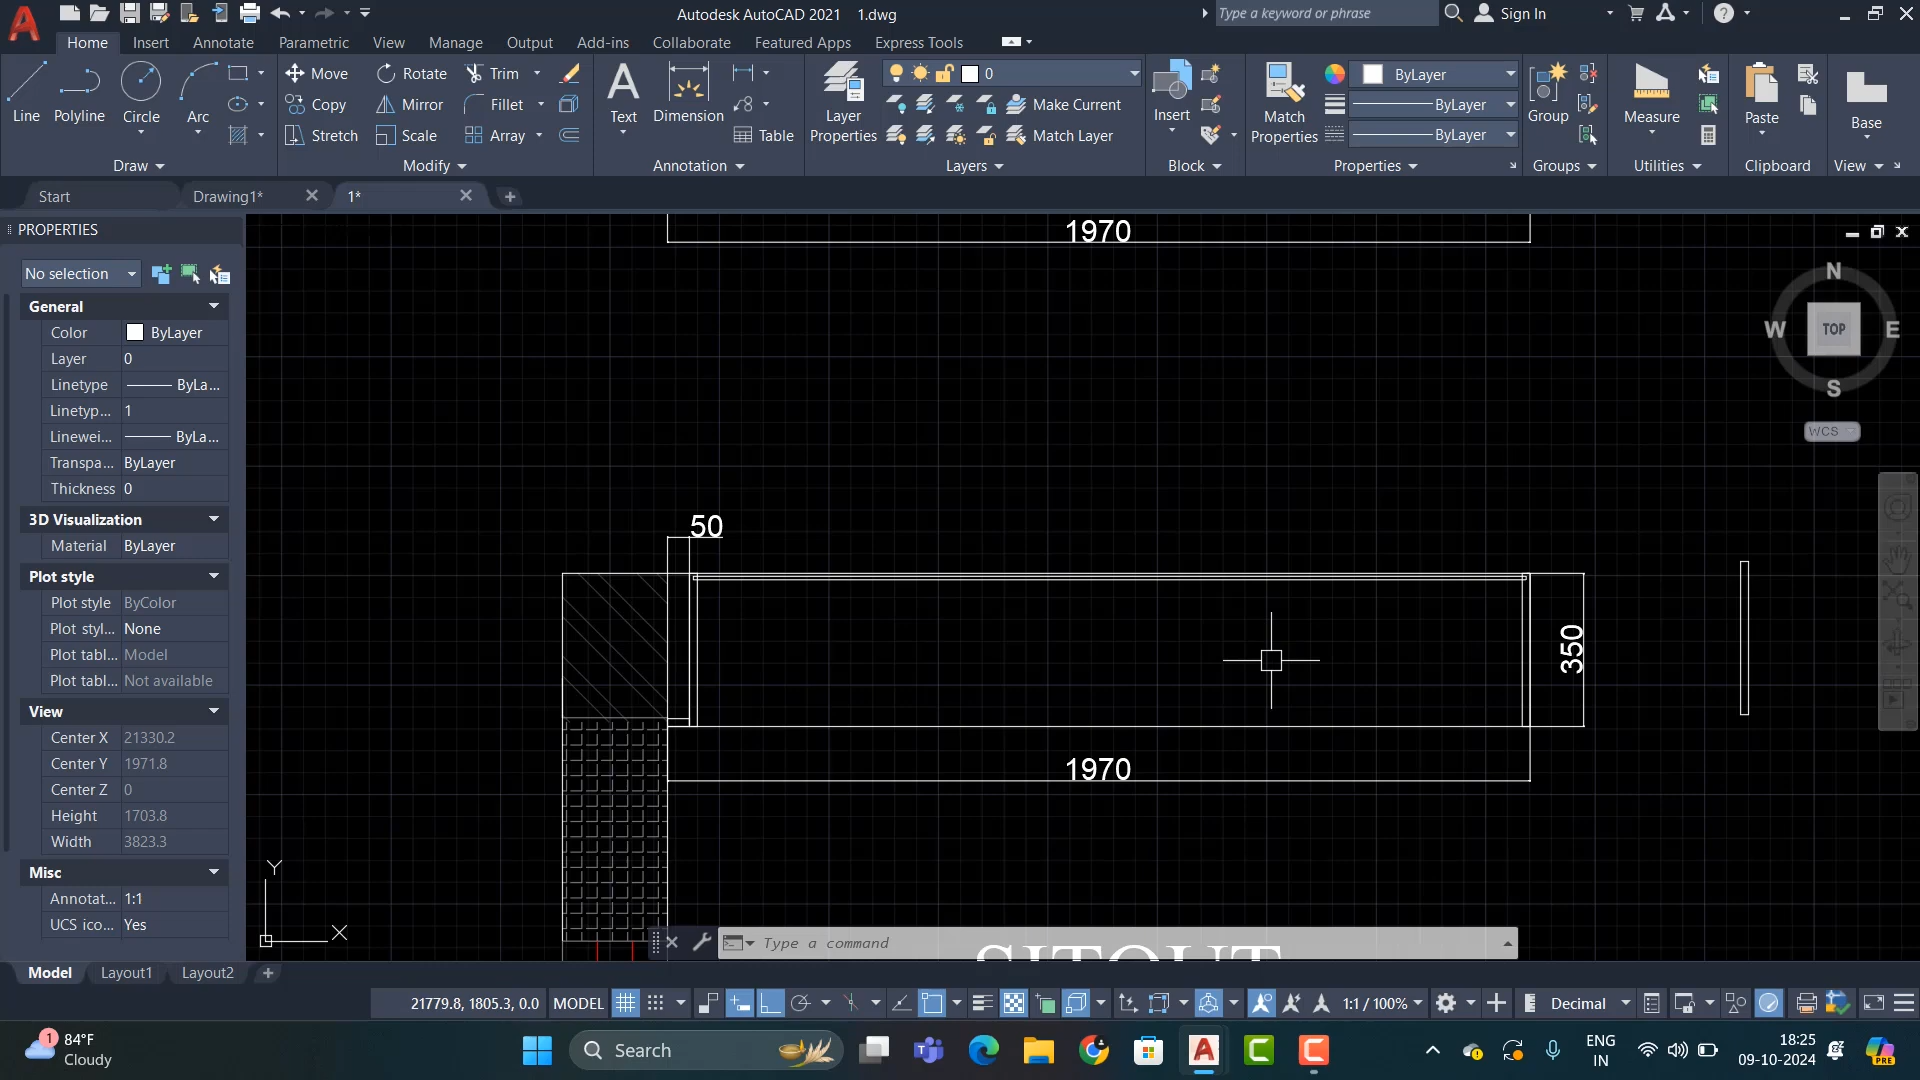 Autodesk AutoCAD 2021 1.dwg
Type a keyword or phrase
Sign In
Home Insert Annotate Parametric View Manage Output Add-ins Collaborate Featured Apps Express Tools
Line Polyline Circle Arc
Move Rotate Trim
Copy Mirror Fillet
Stretch Scale Array
Text Dimension Table
Layer Properties
0
Make Current
Match Layer
Insert
Match Properties
ByLayer
ByLayer
ByLayer
Group Measure Paste Base
Draw Modify Annotation Layers Block Properties Groups Utilities Clipboard View
Start Drawing1* 1*
PROPERTIES
No selection
General
Color ByLayer
Layer 0
Linetype ByLa...
Linetyp... 1
Linewei... ByLa...
Transpa... ByLayer
Thickness 0
3D Visualization
Material ByLayer
Plot style
Plot style ByColor
Plot styl... None
Plot tabl... Model
Plot tabl... Not available
View
Center X 21330.2
Center Y 1971.8
Center Z 0
Height 1703.8
Width 3823.3
Misc
Annotat... 1:1
UCS ico... Yes
1970
50
350
1970
SITOUT
N
W TOP E
S
WCS
Y
X
Type a command
Model Layout1 Layout2
21779.8, 1805.3, 0.0 MODEL 1:1 / 100% Decimal
1
84°F
Cloudy
Search
PRE
ENG
IN
18:25
09-10-2024